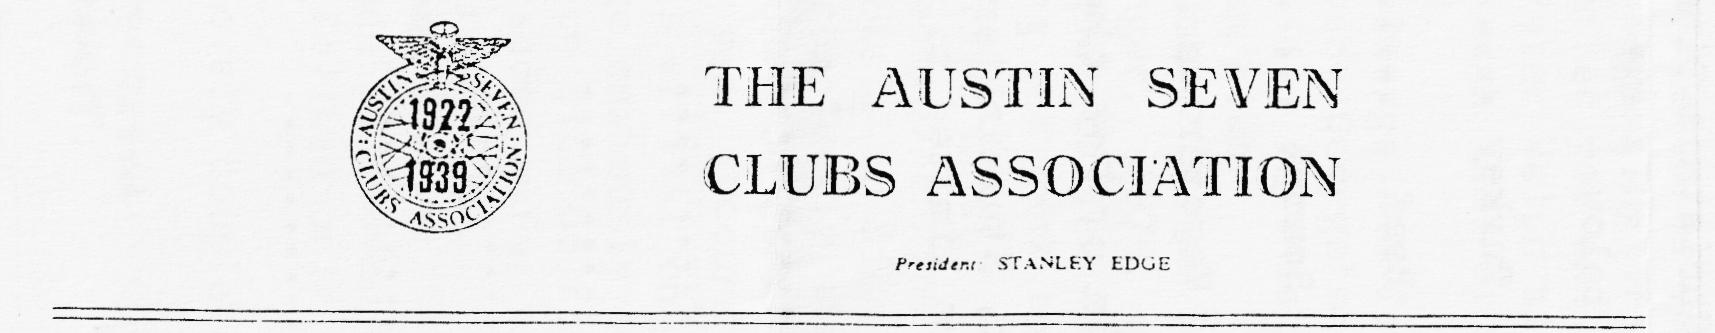 AUSTIN SEVEN
1922
1939
CLUBS ASSOCIATION
THE AUSTIN SEVEN
CLUBS ASSOCIATION
President: STANLEY EDGE